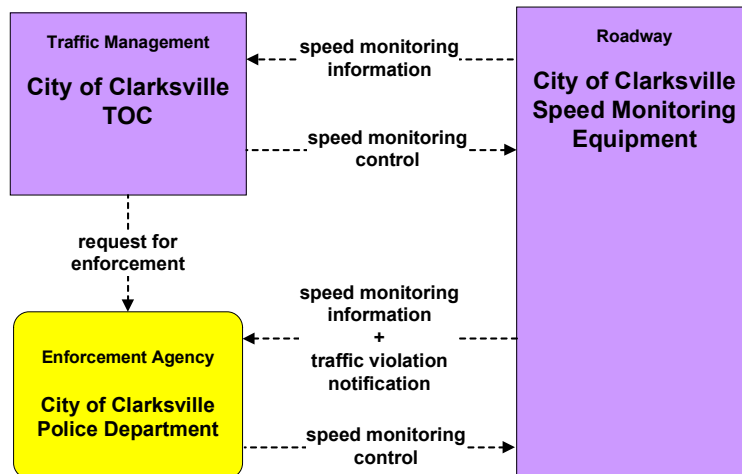 Traffic Management
City of Clarksville
TOC
speed monitoring
information
Roadway
City of Clarksville
Speed Monitoring
Equipment
speed monitoring
control
request for
enforcement
speed monitoring
information
+
traffic violation
notification
Enforcement Agency
City of Clarksville
Police Department
speed monitoring
control